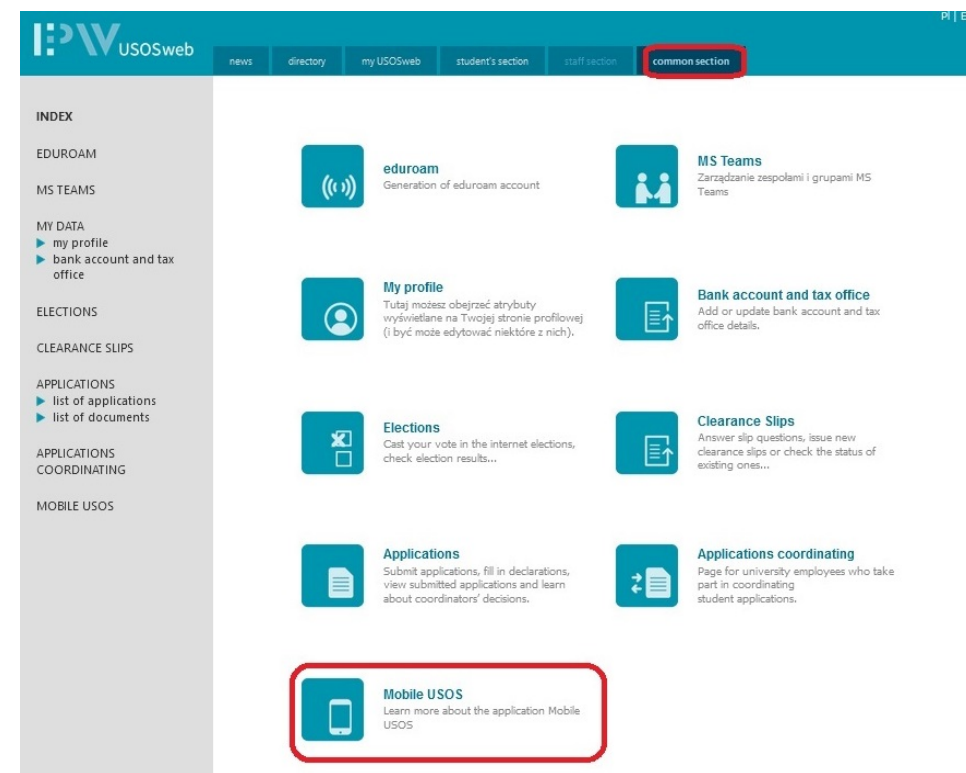 PL | E
PW USOSweb
news directory my USOSweb student's section staff section common section
INDEX
EDUROAM
MS TEAMS
MY DATA
my profile
bank account and tax
office
ELECTIONS
CLEARANCE SLIPS
APPLICATIONS
list of applications
list of documents
APPLICATIONS
COORDINATING
MOBILE USOS
eduroam
Generation of eduroam account
MS Teams
Zarządzanie zespołami i grupami MS
Teams
My profile
Tutaj możesz obejrzeć atrybuty
wyświetlane na Twojej stronie profilowej
(i być może edytować niektóre z nich).
Bank account and tax office
Add or update bank account and tax
office details.
Elections
Cast your vote in the internet elections,
check election results...
Clearance Slips
Answer slip questions, issue new
clearance slips or check the status of
existing ones...
Applications
Submit applications, fill in declarations,
view submitted applications and learn
about coordinators' decisions.
Applications coordinating
Page for university employees who take
part in coordinating
student applications.
Mobile USOS
Learn more about the application Mobile
USOS